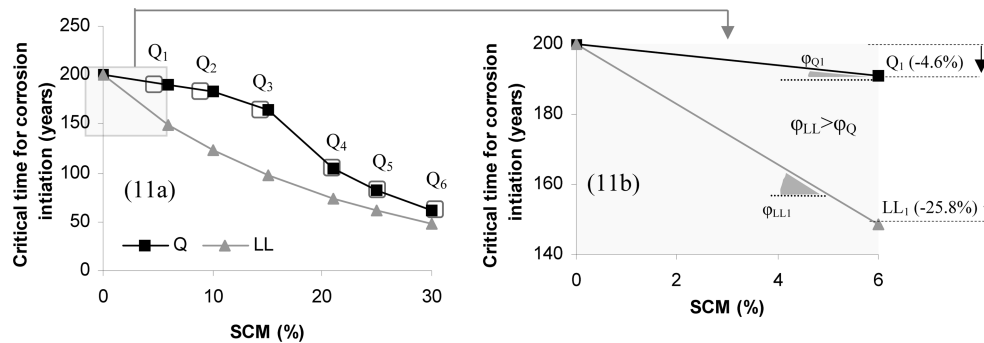 Critical time for corrosion
intiation (years)
250
200
150
100
50
0
Q1
Q2
Q3
Q4
Q5
Q6
(11a)
Q
LL
0
10
20
30
SCM (%)
Critical time for corrosion
intiation (years)
200
180
160
140
φQ1
Q1 (-4.6%)
φLL>φQ
(11b)
φLL1
LL1 (-25.8%)
0
2
4
6
SCM (%)